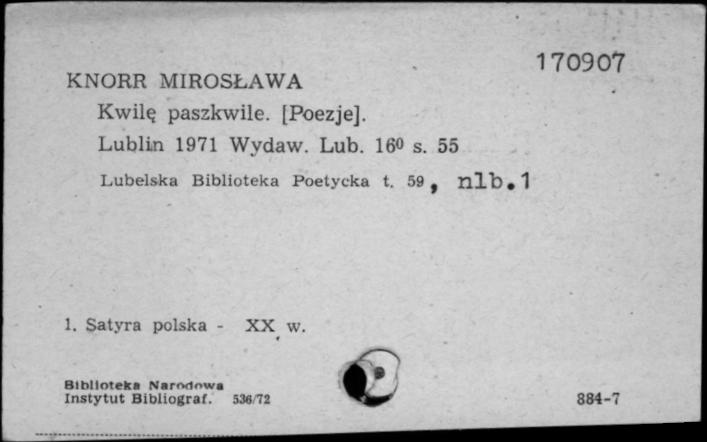 170907
KNORR MIROSŁAWA
Kwilę paszkwile. [Poezje].
Lublin 1971 Wydaw. Lub. 16⁰ s. 55
Lubelska Biblioteka Poetycka t. 59, nlb.1
1. Satyra polska - XX w.
Biblioteka Narodowa
Instytut Bibliograf. 536/72
884-7